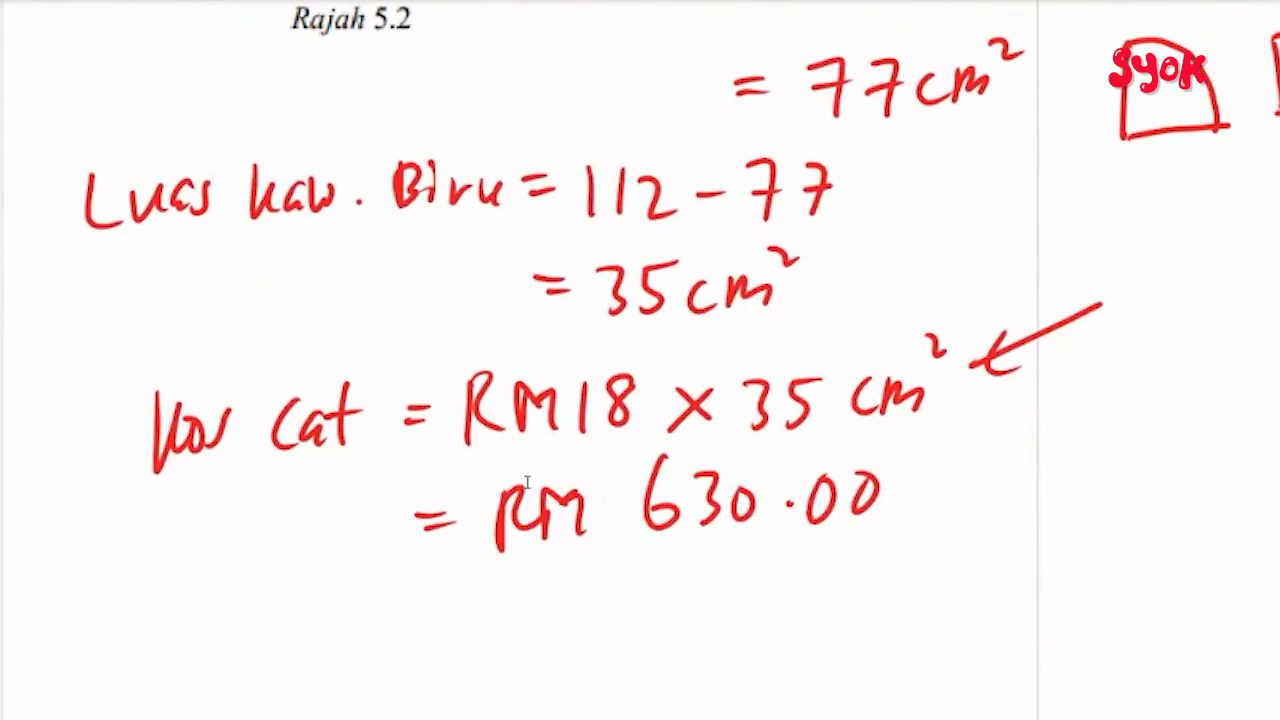 Rajah 5.2
= 77 cm²
syok
Luas kaw. Biru = 112 - 77
= 35 cm²
kos cat = RM18 × 35 cm²
= RM 630.00